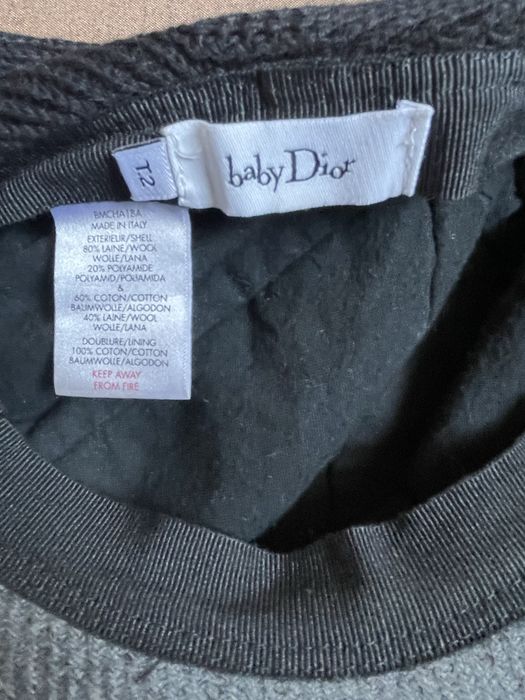 baby Dior
T.2
BMCHA18A
MADE IN ITALY
EXTERIEUR/SHELL
80% LAINE/WOOL
WOLLE/LANA
20% POLYAMIDE
POLYAMID/POLIAMIDA
&
60% COTON/COTTON
BAUMWOLLE/ALGODON
40% LAINE/WOOL
WOLLE/LANA
DOUBLURE/LINING
100% COTON/COTTON
BAUMWOLLE/ALGODON
KEEP AWAY
FROM FIRE